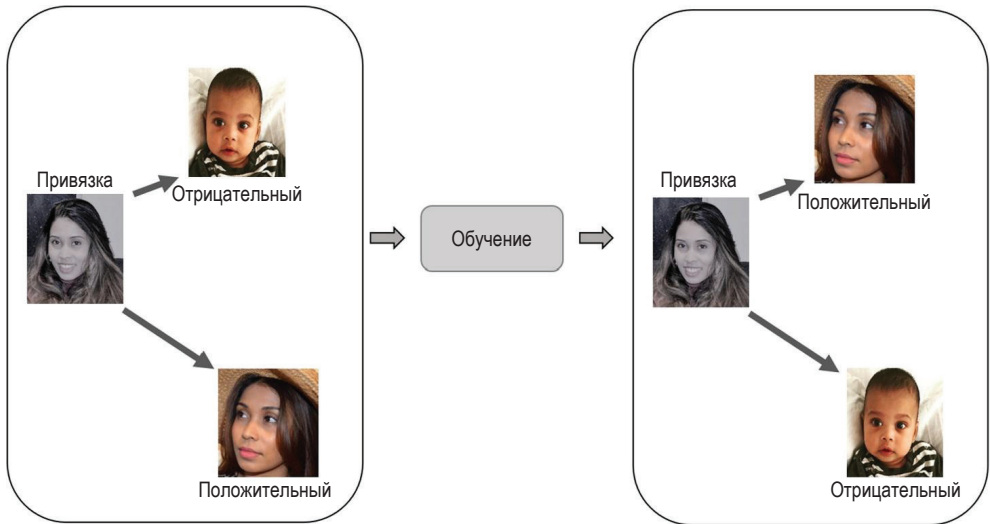 Привязка
Отрицательный
Положительный
Обучение
Привязка
Положительный
Отрицательный